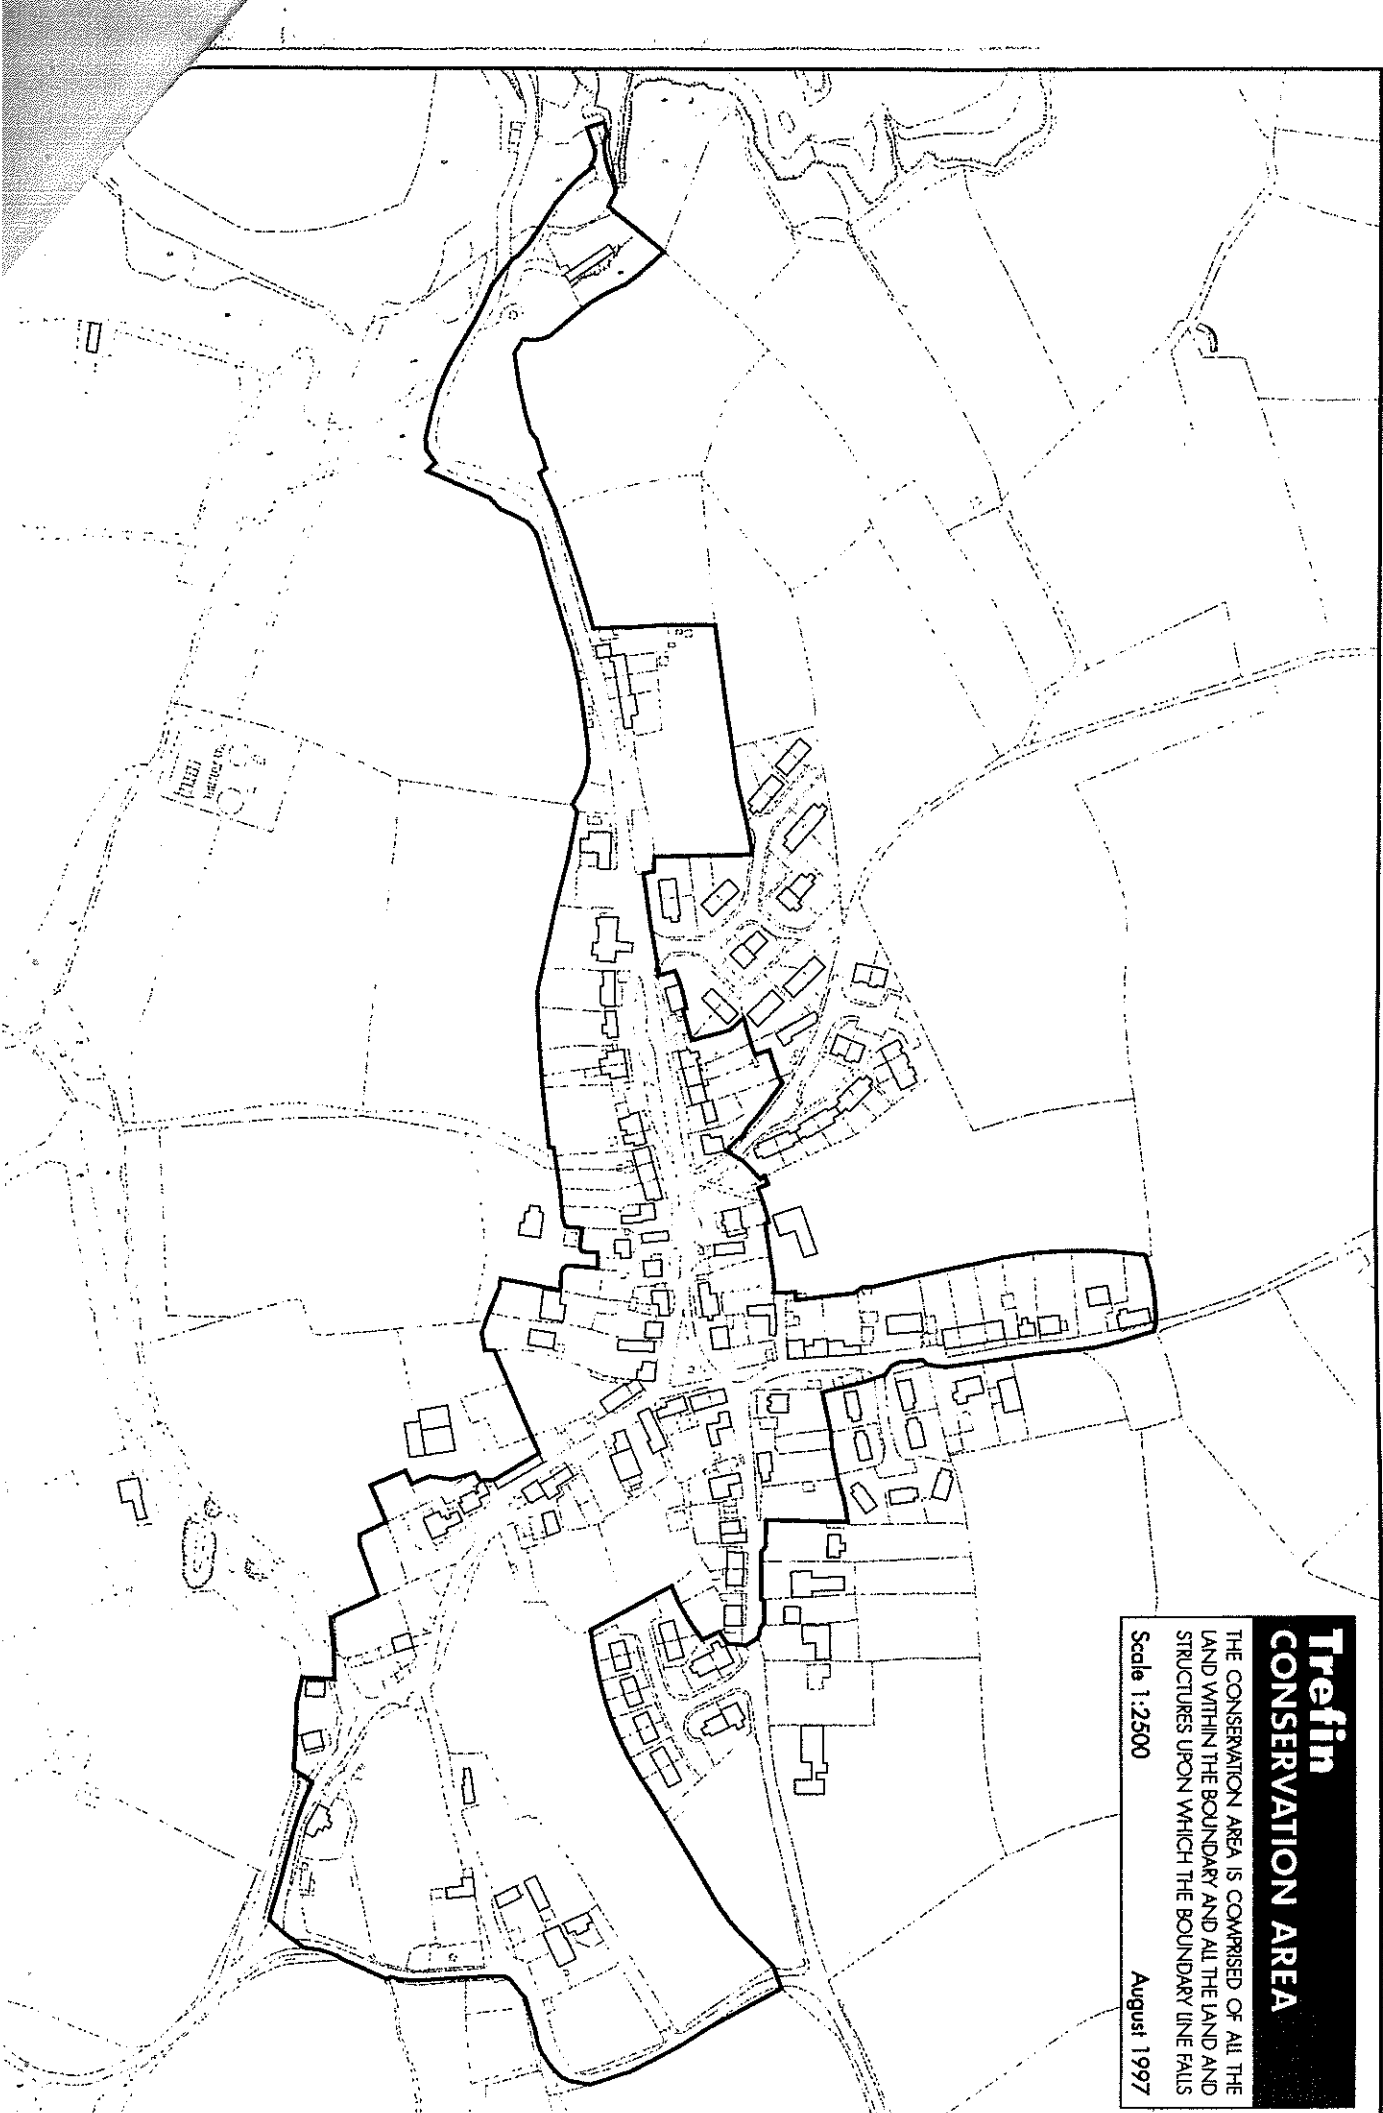 Trefin
CONSERVATION AREA
THE CONSERVATION AREA IS COMPRISED OF ALL THE
LAND WITHIN THE BOUNDARY AND ALL THE LAND AND
STRUCTURES UPON WHICH THE BOUNDARY LINE FALLS
Scale 1:2500 August 1997